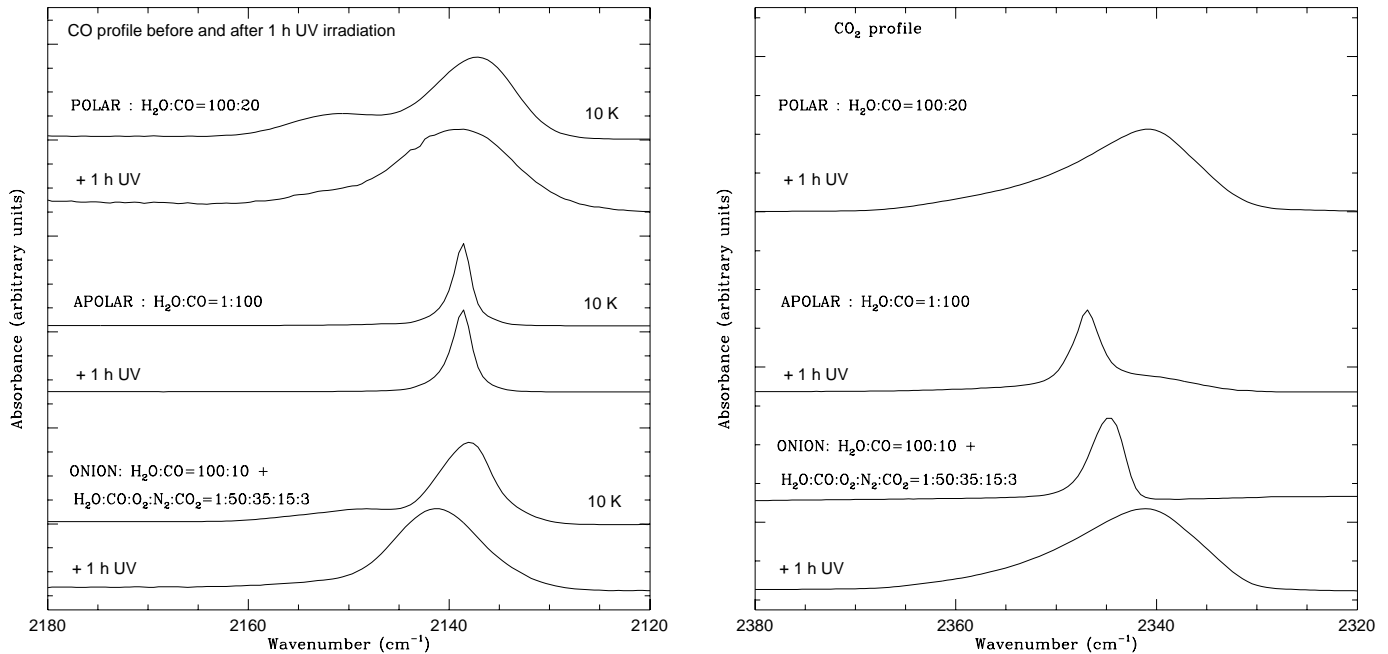 CO profile before and after 1 h UV irradiation
POLAR : H₂O:CO=100:20
10 K
+ 1 h UV
APOLAR : H₂O:CO=1:100
10 K
+ 1 h UV
ONION: H₂O:CO=100:10 +
H₂O:CO:O₂:N₂:CO₂=1:50:35:15:3
10 K
+ 1 h UV
Absorbance (arbitrary units)
2180 2160 2140 2120
Wavenumber (cm⁻¹)
CO₂ profile
POLAR : H₂O:CO=100:20
+ 1 h UV
APOLAR : H₂O:CO=1:100
+ 1 h UV
ONION: H₂O:CO=100:10 +
H₂O:CO:O₂:N₂:CO₂=1:50:35:15:3
+ 1 h UV
Absorbance (arbitrary units)
2380 2360 2340 2320
Wavenumber (cm⁻¹)